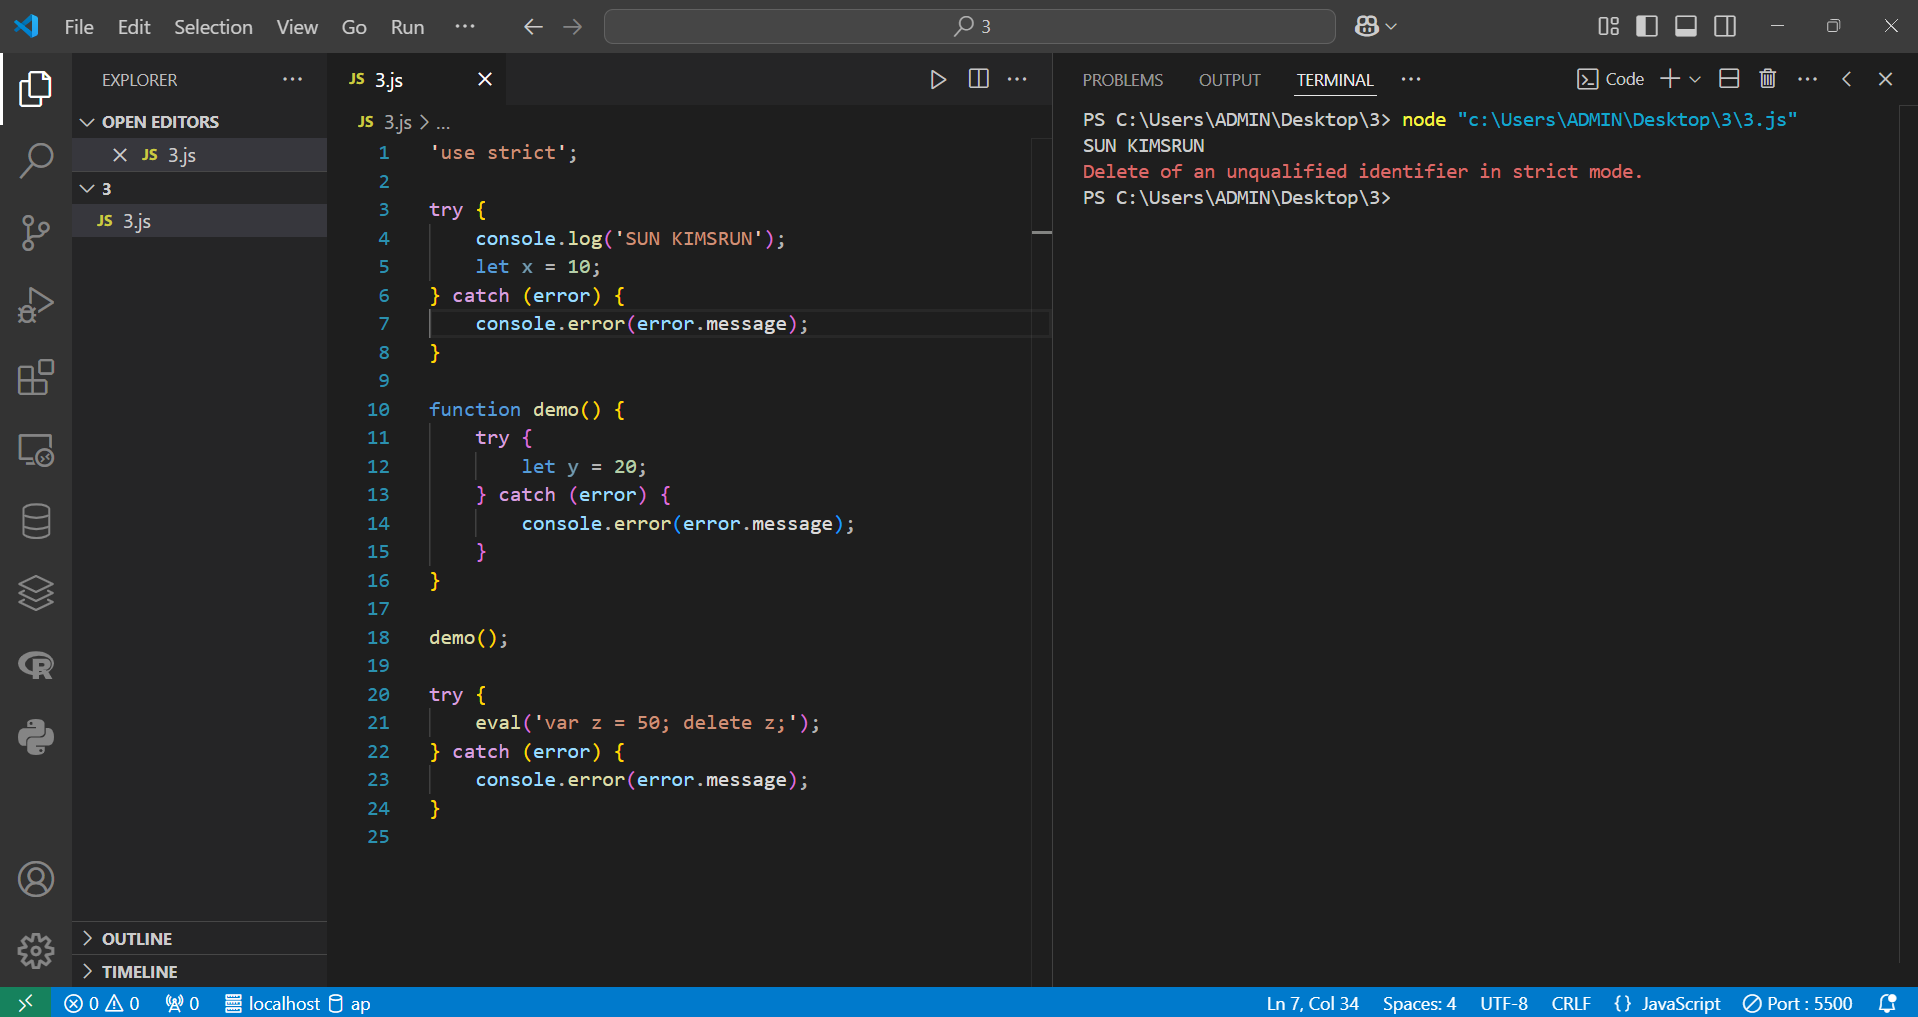 File Edit Selection View Go Run ···
3
EXPLORER ···
OPEN EDITORS
JS 3.js
3
JS 3.js
OUTLINE
TIMELINE
JS 3.js
JS 3.js > ...
1 'use strict';
2
3 try {
4 console.log('SUN KIMSRUN');
5 let x = 10;
6 } catch (error) {
7 console.error(error.message);
8 }
9
10 function demo() {
11 try {
12 let y = 20;
13 } catch (error) {
14 console.error(error.message);
15 }
16 }
17
18 demo();
19
20 try {
21 eval('var z = 50; delete z;');
22 } catch (error) {
23 console.error(error.message);
24 }
25
PROBLEMS OUTPUT TERMINAL ··· Code
PS C:\Users\ADMIN\Desktop\3> node "c:\Users\ADMIN\Desktop\3\3.js"
SUN KIMSRUN
Delete of an unqualified identifier in strict mode.
PS C:\Users\ADMIN\Desktop\3>
0 0 0 localhost ap Ln 7, Col 34 Spaces: 4 UTF-8 CRLF {} JavaScript Port : 5500